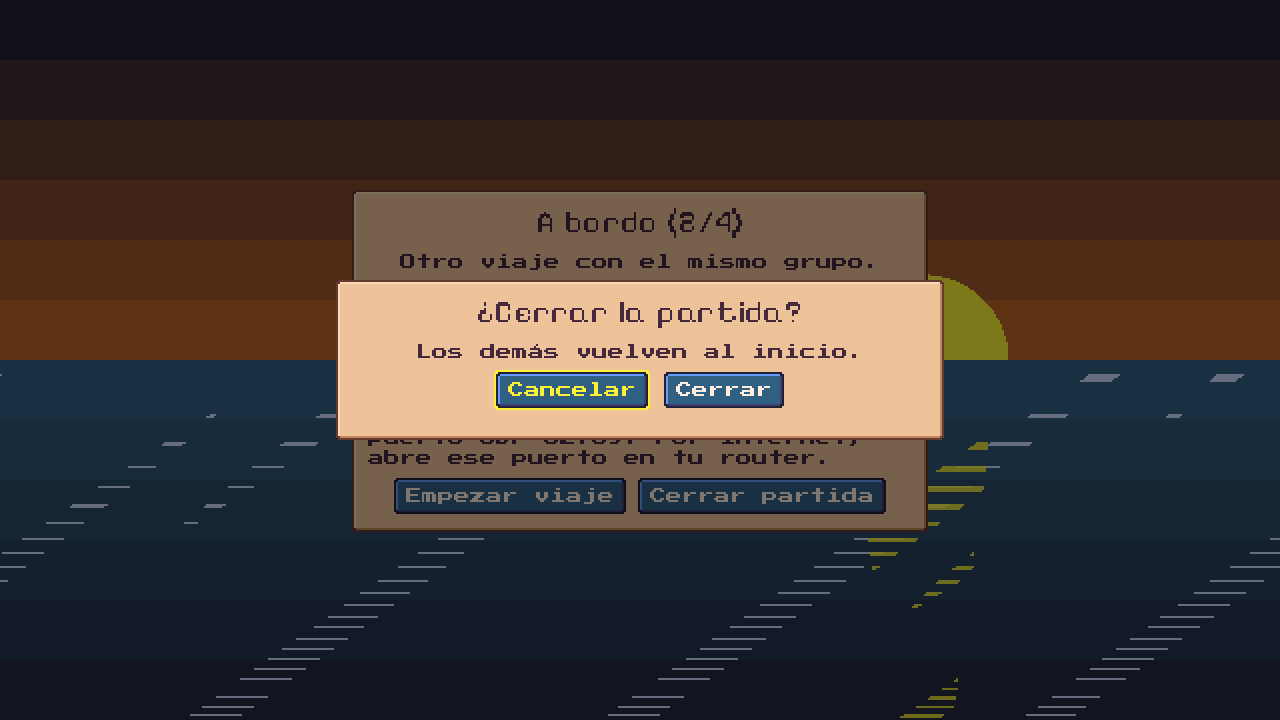 A bordo (2/4)
Otro viaje con el mismo grupo.
¿Cerrar la partida?
Los demás vuelven al inicio.
Cancelar
Cerrar
abre ese puerto en tu router.
Empezar viaje
Cerrar partida